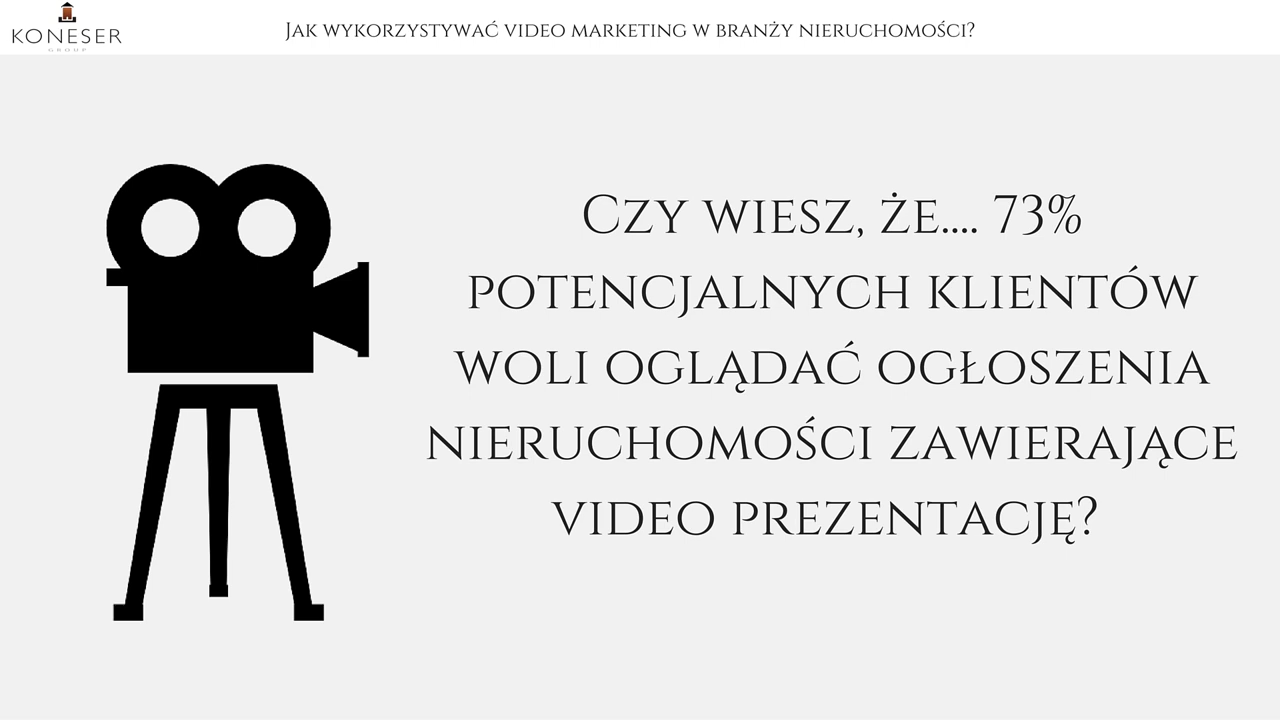 KONESER
GROUP
Jak wykorzystywać video marketing w branży nieruchomości?
Czy wiesz, że.... 73%
potencjalnych klientów
woli oglądać ogłoszenia
nieruchomości zawierające
video prezentację?